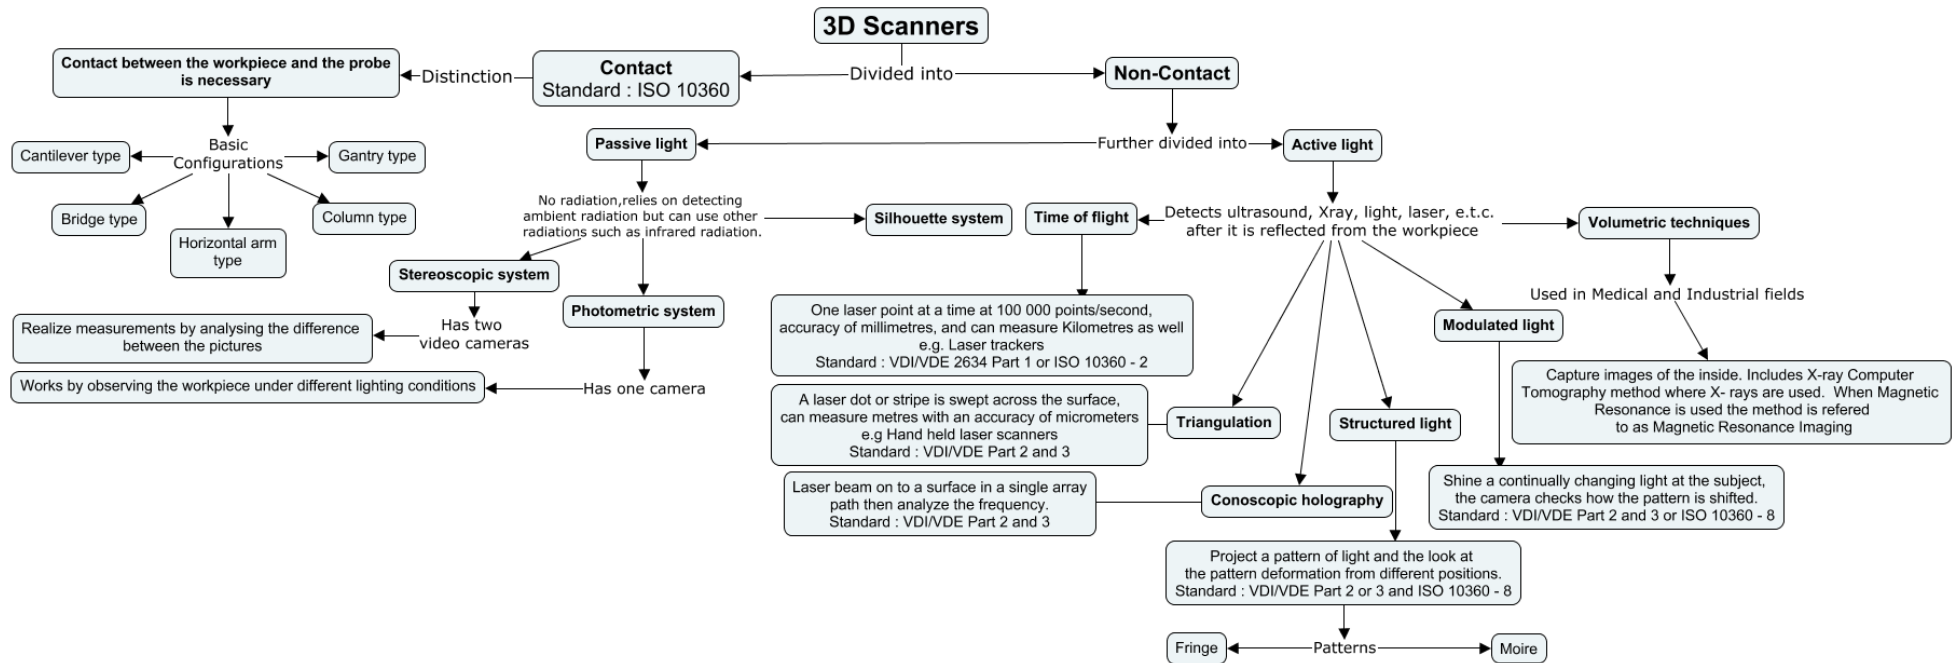 3D Scanners
Contact between the workpiece and the probe
is necessary
Distinction
Contact
Standard : ISO 10360
Divided into
Non-Contact
Basic
Configurations
Cantilever type
Gantry type
Bridge type
Column type
Horizontal arm
type
Further divided into
Passive light
Active light
No radiation,relies on detecting
ambient radiation but can use other
radiations such as infrared radiation.
Silhouette system
Stereoscopic system
Photometric system
Has two
video cameras
Realize measurements by analysing the difference
between the pictures
Has one camera
Works by observing the workpiece under different lighting conditions
Detects ultrasound, Xray, light, laser, e.t.c.
after it is reflected from the workpiece
Time of flight
Volumetric techniques
One laser point at a time at 100 000 points/second,
accuracy of millimetres, and can measure Kilometres as well
e.g. Laser trackers
Standard : VDI/VDE 2634 Part 1 or ISO 10360 - 2
Used in Medical and Industrial fields
Modulated light
Capture images of the inside. Includes X-ray Computer
Tomography method where X- rays are used. When Magnetic
Resonance is used the method is refered
to as Magnetic Resonance Imaging
A laser dot or stripe is swept across the surface,
can measure metres with an accuracy of micrometers
e.g Hand held laser scanners
Standard : VDI/VDE Part 2 and 3
Triangulation
Structured light
Laser beam on to a surface in a single array
path then analyze the frequency.
Standard : VDI/VDE Part 2 and 3
Conoscopic holography
Shine a continually changing light at the subject,
the camera checks how the pattern is shifted.
Standard : VDI/VDE Part 2 and 3 or ISO 10360 - 8
Project a pattern of light and the look at
the pattern deformation from different positions.
Standard : VDI/VDE Part 2 or 3 and ISO 10360 - 8
Fringe
Patterns
Moire